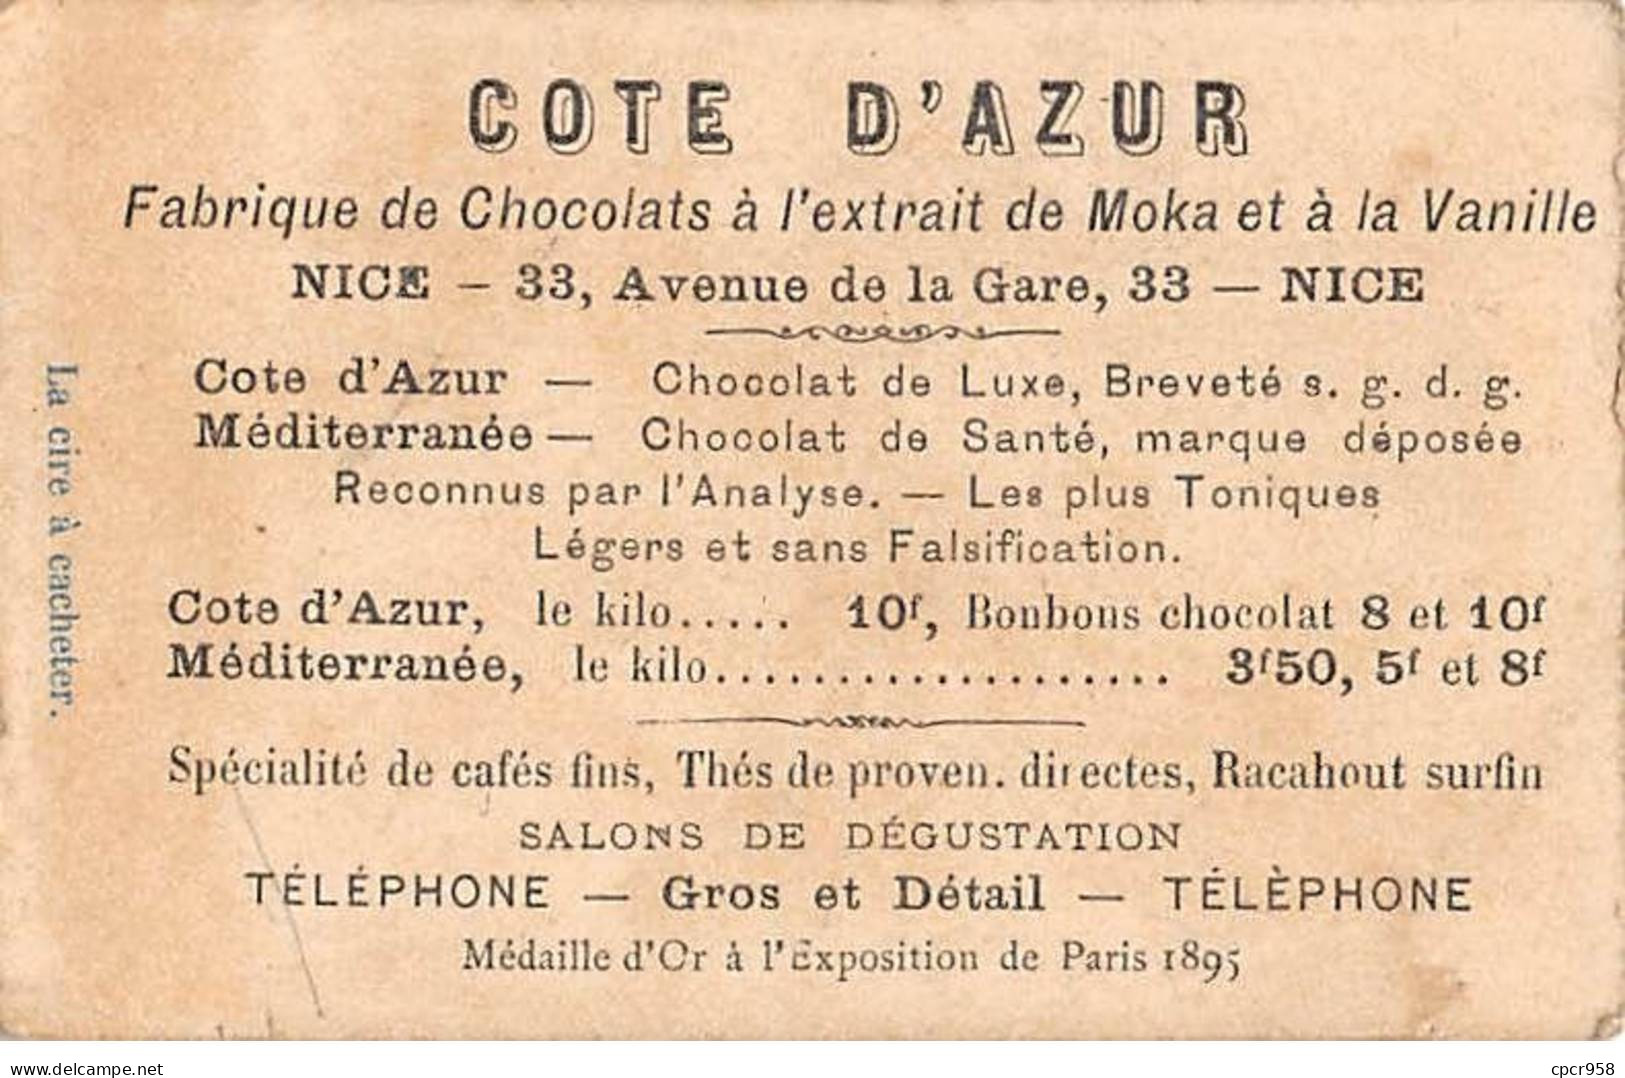 COTE D'AZUR
Fabrique de Chocolats à l'extrait de Moka et à la Vanille
NICE – 33, Avenue de la Gare, 33 — NICE
Cote d'Azur — Chocolat de Luxe, Breveté s. g. d. g.
Méditerranée — Chocolat de Santé, marque déposée
Reconnus par l'Analyse. — Les plus Toniques
Légers et sans Falsification.
Cote d'Azur, le kilo..... 10f, Bonbons chocolat 8 et 10f
Méditerranée, le kilo................... 3f50, 5f et 8f
Spécialité de cafés fins, Thés de proven. directes, Racahout surfin
SALONS DE DÉGUSTATION
TÉLÉPHONE — Gros et Détail — TÉLÈPHONE
Médaille d'Or à l'Exposition de Paris 1895
La cire à cacheter.
delcampe.net
cpcr958